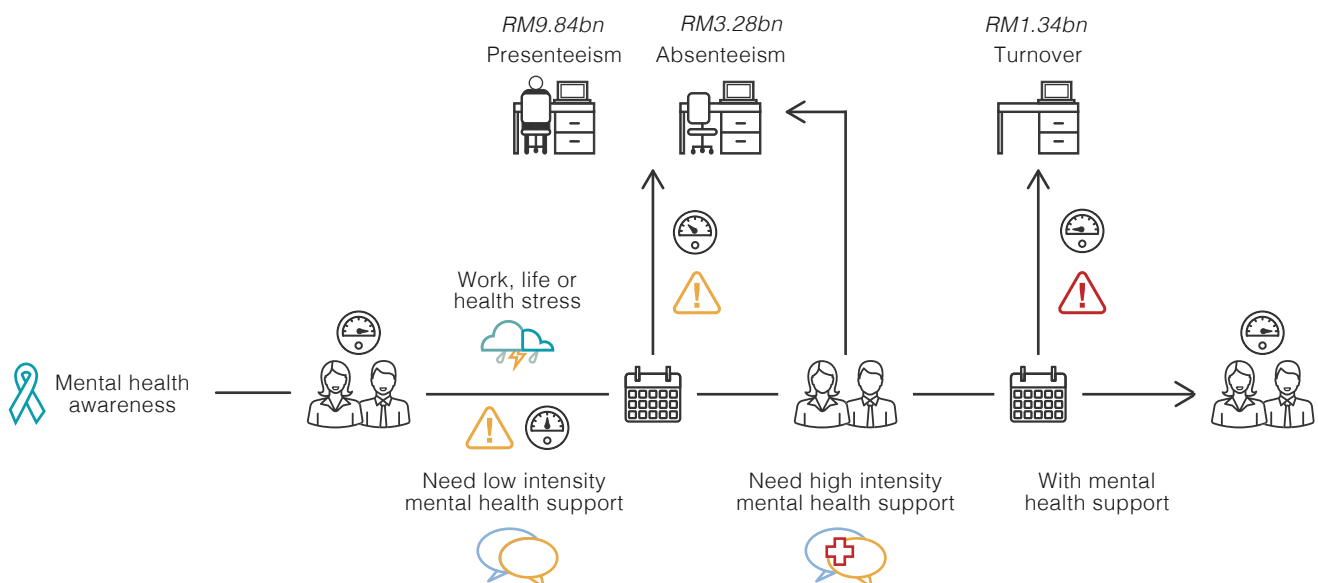 RM9.84bn
Presenteeism
RM3.28bn
Absenteeism
RM1.34bn
Turnover
Work, life or
health stress
Mental health
awareness
Need low intensity
mental health support
Need high intensity
mental health support
With mental
health support